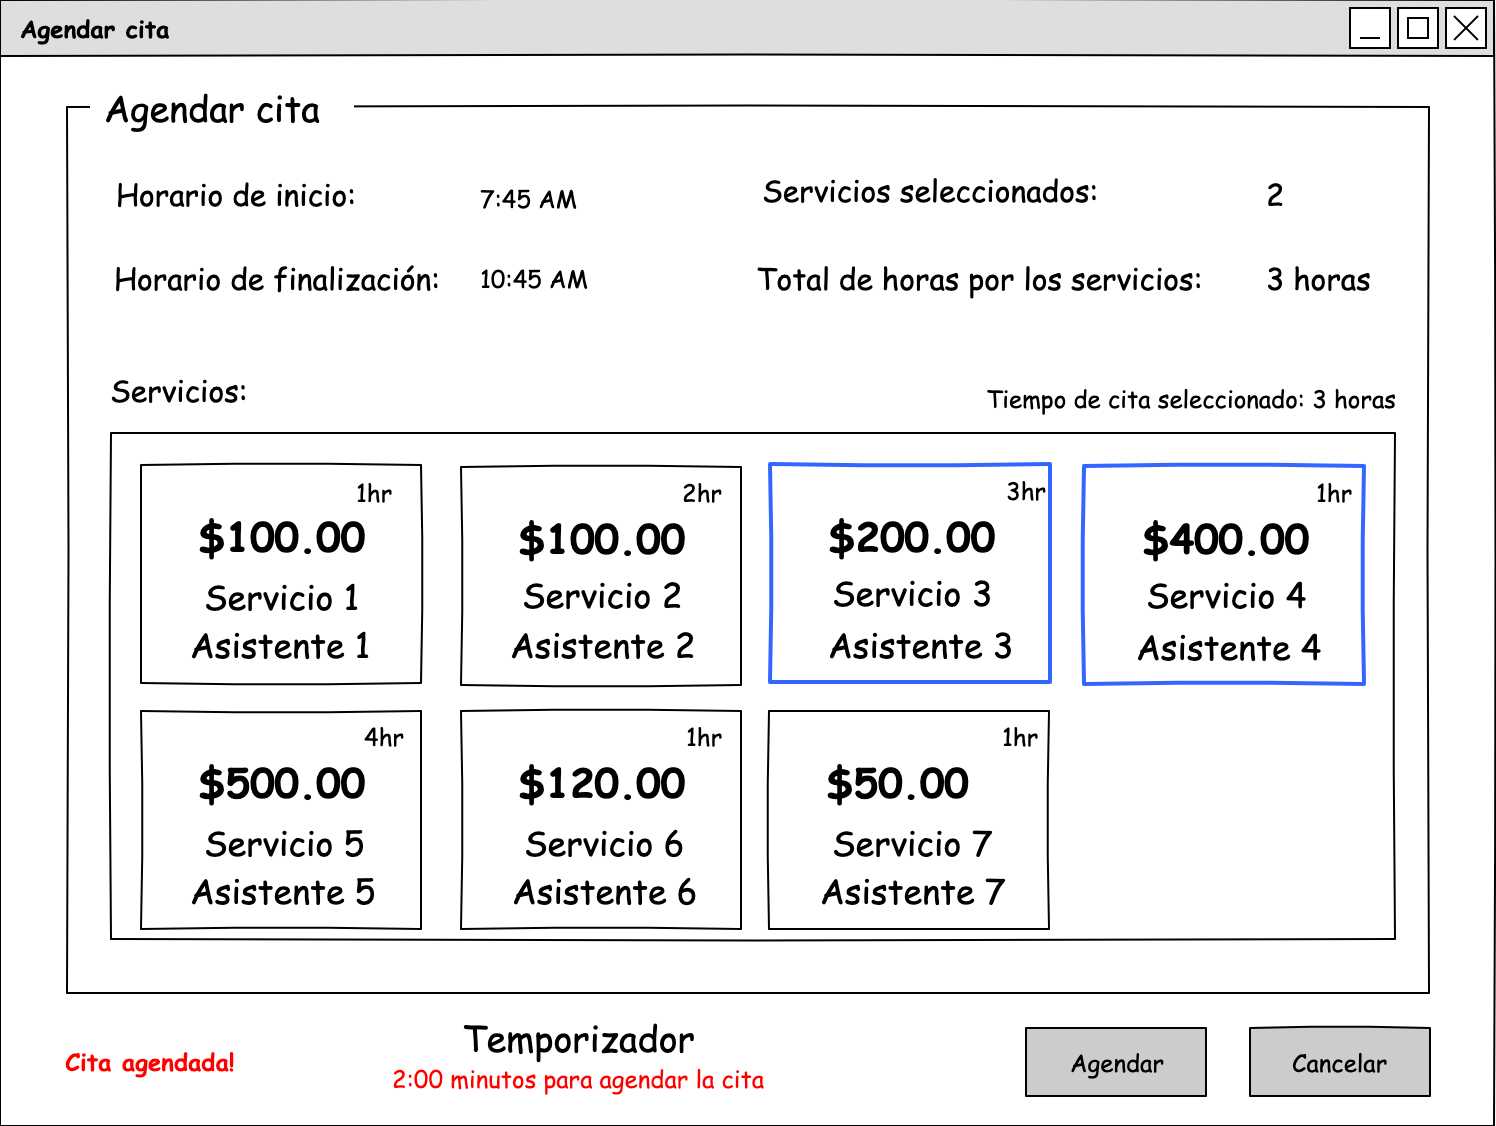 Agendar cita
Agendar cita
Horario de inicio: 7:45 AM Servicios seleccionados: 2
Horario de finalización: 10:45 AM Total de horas por los servicios: 3 horas
Servicios: Tiempo de cita seleccionado: 3 horas
1hr
$100.00
Servicio 1
Asistente 1
2hr
$100.00
Servicio 2
Asistente 2
3hr
$200.00
Servicio 3
Asistente 3
1hr
$400.00
Servicio 4
Asistente 4
4hr
$500.00
Servicio 5
Asistente 5
1hr
$120.00
Servicio 6
Asistente 6
1hr
$50.00
Servicio 7
Asistente 7
Cita agendada!
Temporizador
2:00 minutos para agendar la cita
Agendar
Cancelar